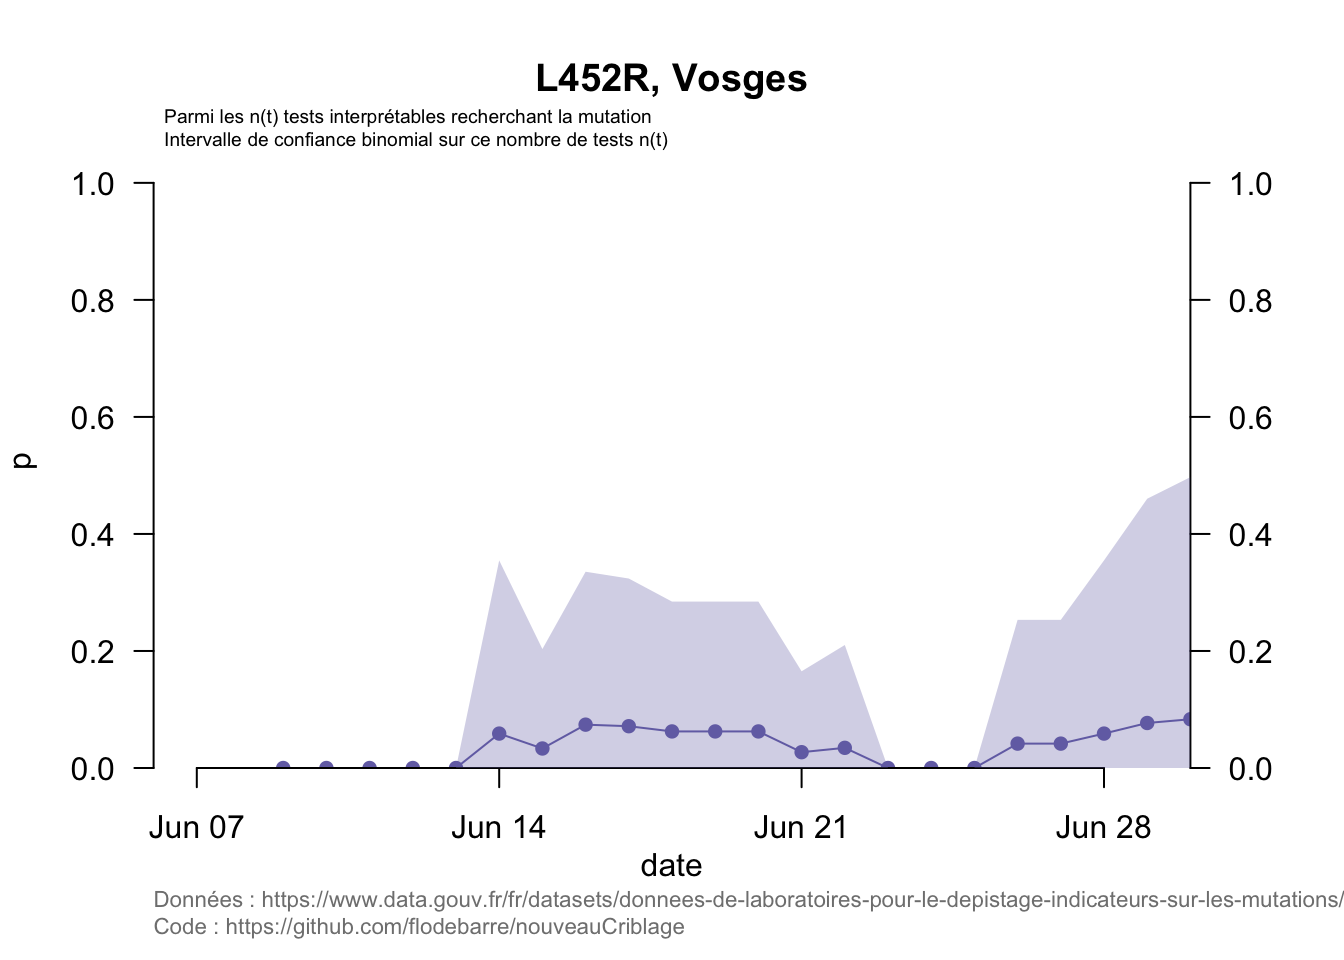 L452R, Vosges
Parmi les n(t) tests interprétables recherchant la mutation
Intervalle de confiance binomial sur ce nombre de tests n(t)
1.0 1.0
0.8 0.8
0.6 0.6
p
0.4 0.4
0.2 0.2
0.0 0.0
Jun 07 Jun 14 Jun 21 Jun 28
date
Données : https://www.data.gouv.fr/fr/datasets/donnees-de-laboratoires-pour-le-depistage-indicateurs-sur-les-mutations/
Code : https://github.com/flodebarre/nouveauCriblage